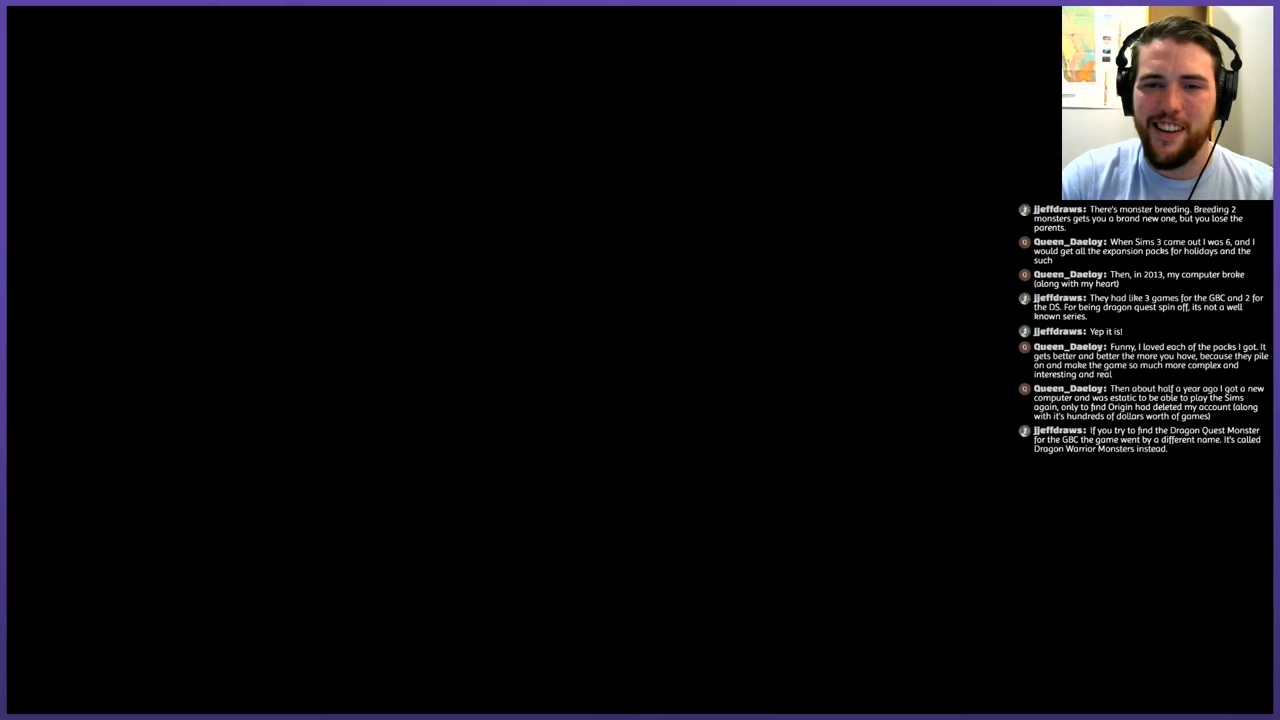 jjeffdraws: There's monster breeding. Breeding 2
monsters gets you a brand new one, but you lose the
parents.
Queen_Daeloy: When Sims 3 came out I was 6, and I
would get all the expansion packs for holidays and the
such
Queen_Daeloy: Then, in 2013, my computer broke
(along with my heart)
jjeffdraws: They had like 3 games for the GBC and 2 for
the DS. For being dragon quest spin off, its not a well
known series.
jjeffdraws: Yep it is!
Queen_Daeloy: Funny, I loved each of the packs I got. It
gets better and better the more you have, because they pile
on and make the game so much more complex and
interesting and real
Queen_Daeloy: Then about half a year ago I got a new
computer and was estatic to be able to play the Sims
again, only to find Origin had deleted my account (along
with it's hundreds of dollars worth of games)
jjeffdraws: If you try to find the Dragon Quest Monster
for the GBC the game went by a different name. It's called
Dragon Warrior Monsters instead.